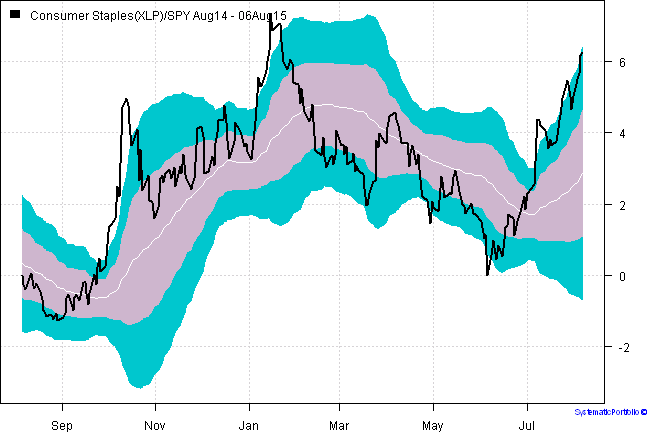 Consumer Staples(XLP)/SPY Aug14 - 06Aug15
6
4
2
0
-2
Sep Nov Jan Mar May Jul
SystematicPortfolio ©